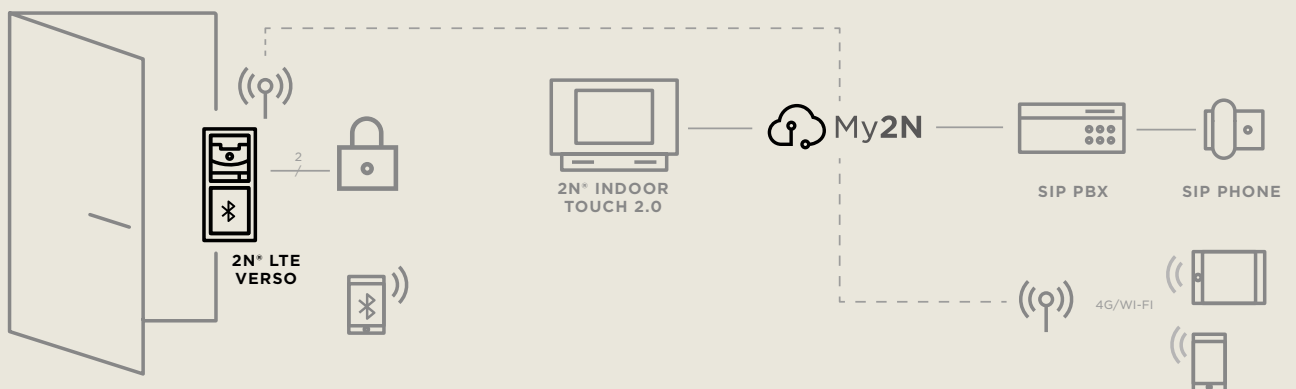 2
2N® LTE
VERSO
2N® INDOOR
TOUCH 2.0
My2N
SIP PBX
SIP PHONE
4G/WI-FI